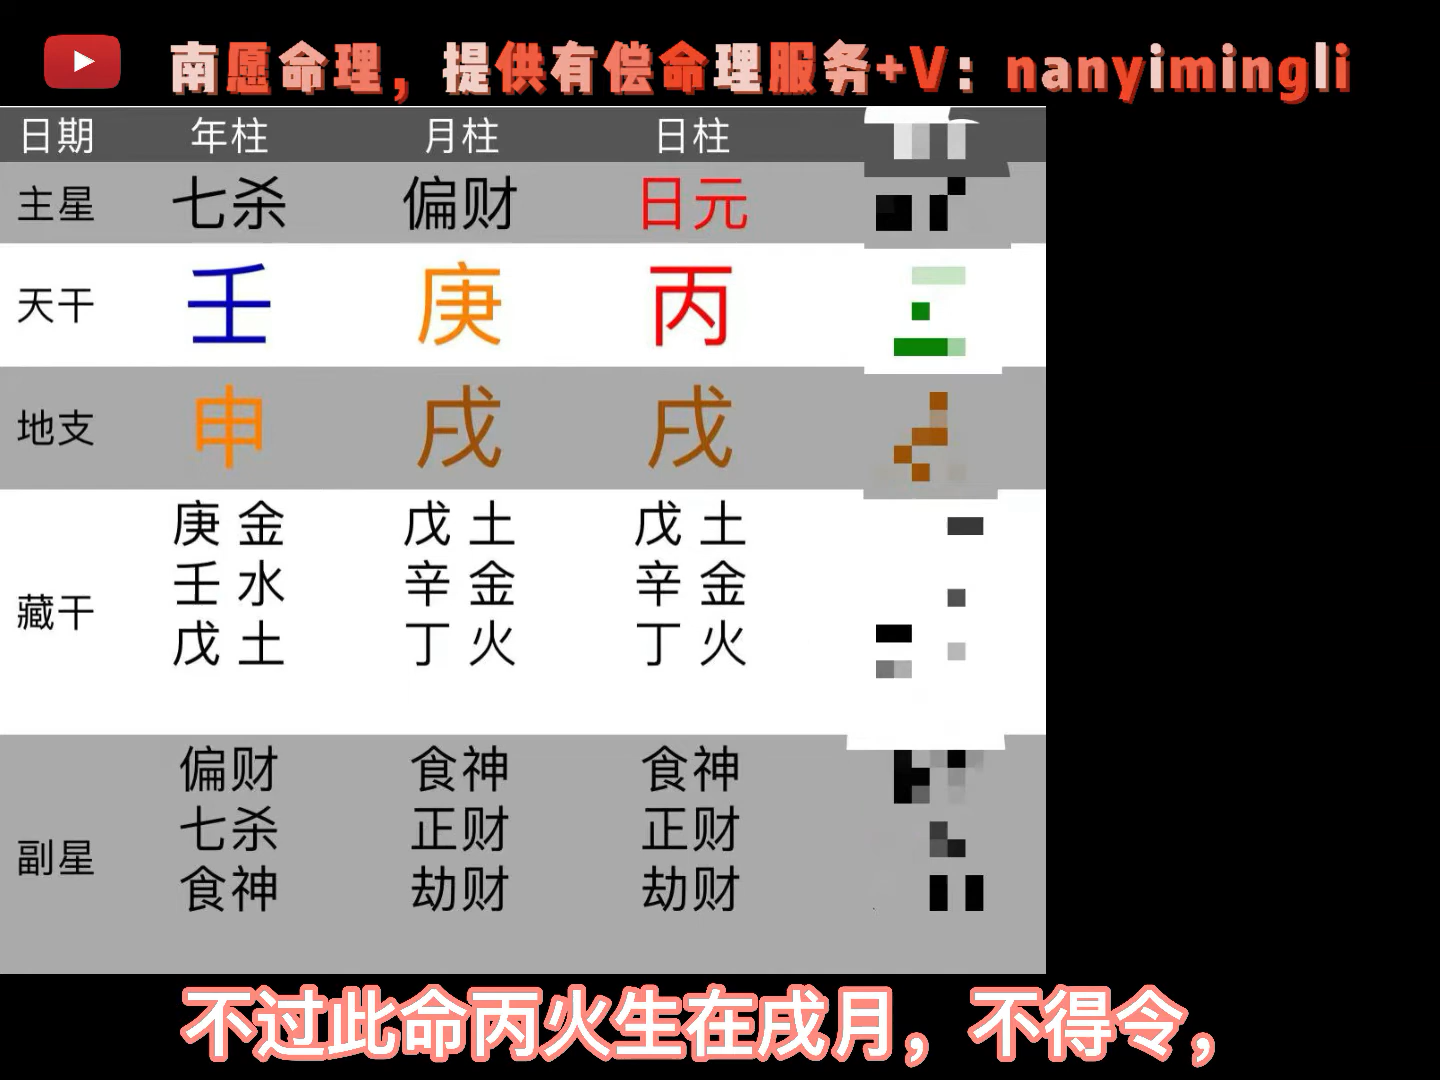 南愿命理，提供有偿命理服务+V：nanyimingli
日期 年柱 月柱 日柱
主星 七杀 偏财 日元
天干 壬 庚 丙
地支 申 戌 戌
藏干
庚金 戊土 戊土
壬水 辛金 辛金
戊土 丁火 丁火
副星
偏财 食神 食神
七杀 正财 正财
食神 劫财 劫财
不过此命丙火生在戌月，不得令，